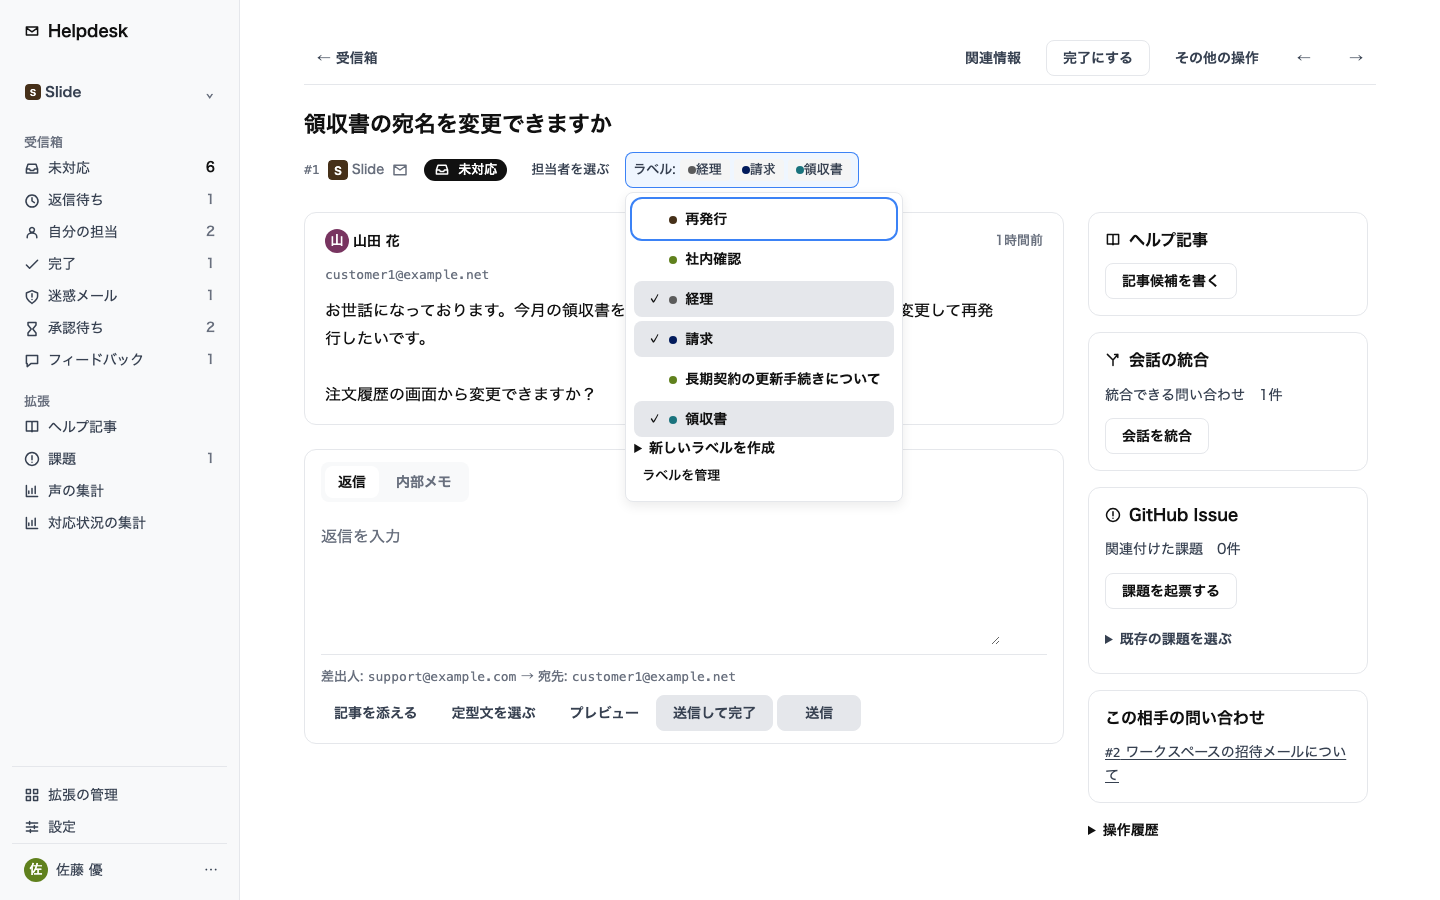 Helpdesk
S Slide
受信箱
未対応 6
返信待ち 1
自分の担当 2
完了 1
迷惑メール 1
承認待ち 2
フィードバック 1
拡張
ヘルプ記事
課題 1
声の集計
対応状況の集計
拡張の管理
設定
佐 佐藤 優 …
← 受信箱
関連情報 完了にする その他の操作 ← →
領収書の宛名を変更できますか
#1 S Slide 未対応 担当者を選ぶ ラベル: 経理 請求 領収書
再発行
社内確認
✓ 経理
✓ 請求
長期契約の更新手続きについて
✓ 領収書
▶ 新しいラベルを作成
ラベルを管理
山 山田 花 1時間前
customer1@example.net
お世話になっております。今月の領収書を 変更して再発
行したいです。
注文履歴の画面から変更できますか？
返信 内部メモ
返信を入力
差出人: support@example.com → 宛先: customer1@example.net
記事を添える 定型文を選ぶ プレビュー 送信して完了 送信
ヘルプ記事
記事候補を書く
会話の統合
統合できる問い合わせ 1件
会話を統合
GitHub Issue
関連付けた課題 0件
課題を起票する
▶ 既存の課題を選ぶ
この相手の問い合わせ
#2 ワークスペースの招待メールについ
て
▶ 操作履歴